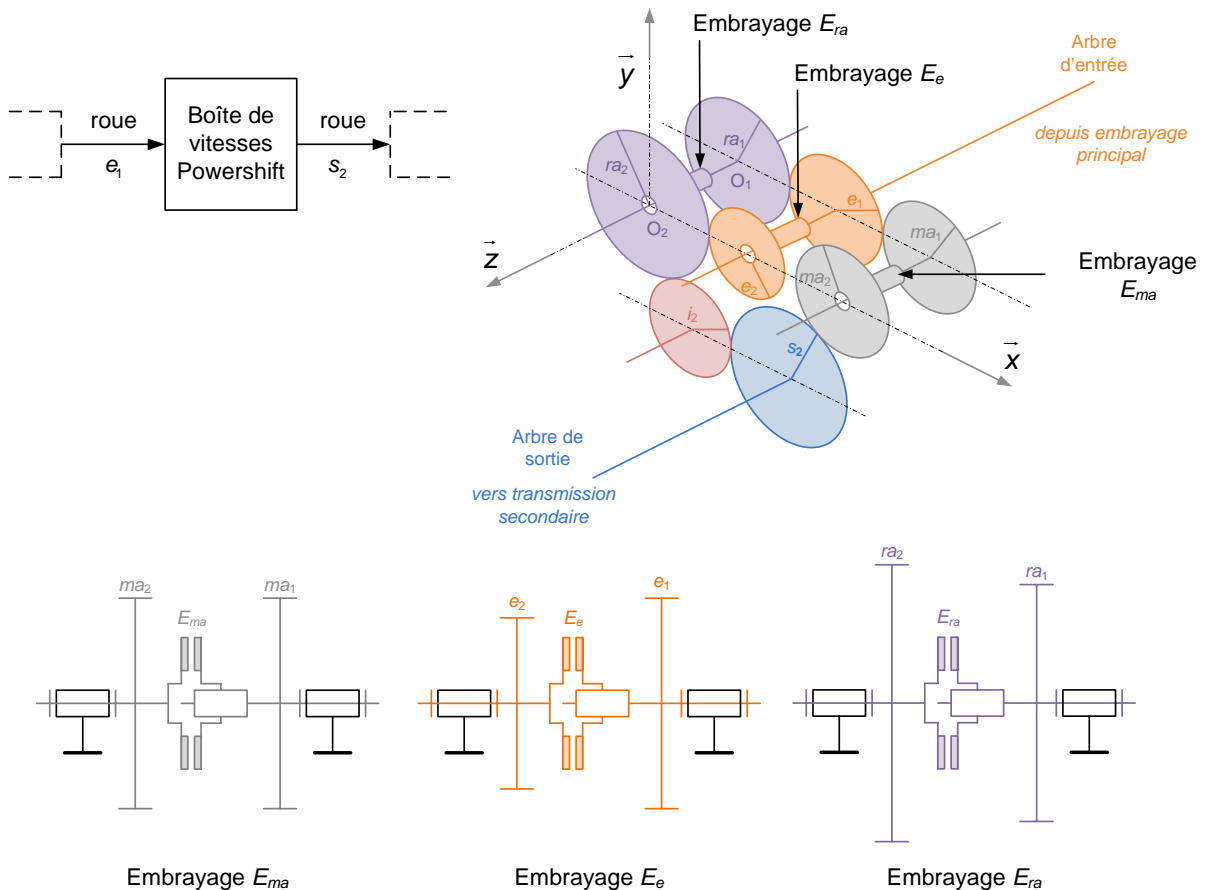 roue
e1
Boîte de
vitesses
Powershift
roue
s2
Embrayage Era
Embrayage Ee
Arbre
d'entrée
depuis embrayage
principal
Embrayage
Ema
y
z
x
ra1
O1
ra2
O2
e1
e2
ma1
ma2
i2
s2
Arbre de
sortie
vers transmission
secondaire
ma2
ma1
Ema
Embrayage Ema
e2
e1
Ee
Embrayage Ee
ra2
ra1
Era
Embrayage Era